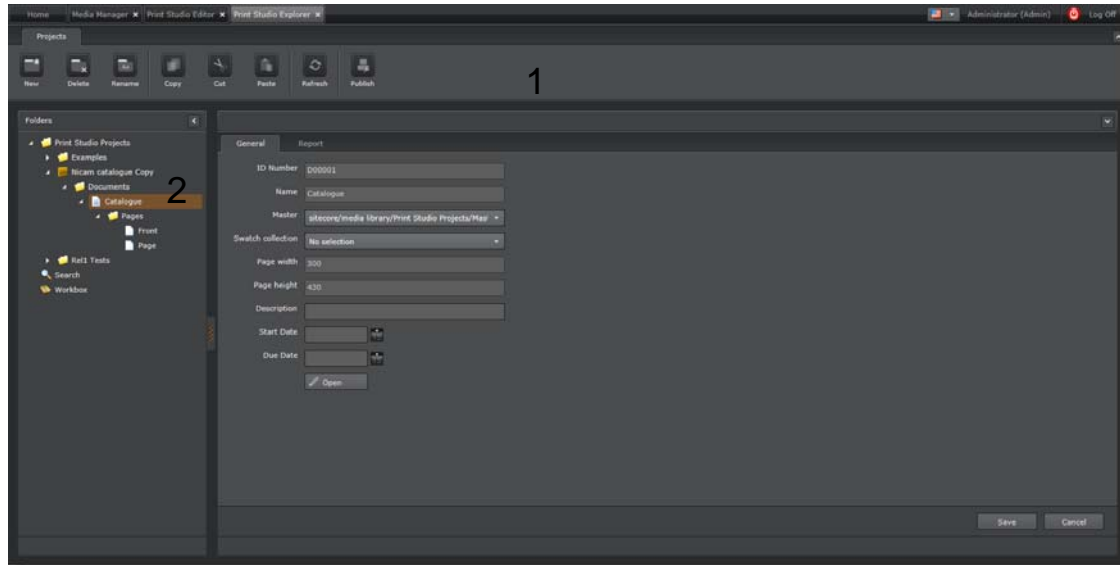 Home Media Manager Print Studio Editor Print Studio Explorer Administrator (Admin) Log Off
Projects
New Delete Rename Copy Cut Paste Refresh Publish
1
Folders
Print Studio Projects
Examples
Nicam catalogue Copy
Documents
Catalogue
Pages
Front
Page
Rel1 Tests
Search
Workbox
2
General Report
ID Number D00001
Name Catalogue
Master sitecore/media library/Print Studio Projects/Mas
Swatch collection No selection
Page width 300
Page height 430
Description
Start Date
Due Date
Open
Save Cancel